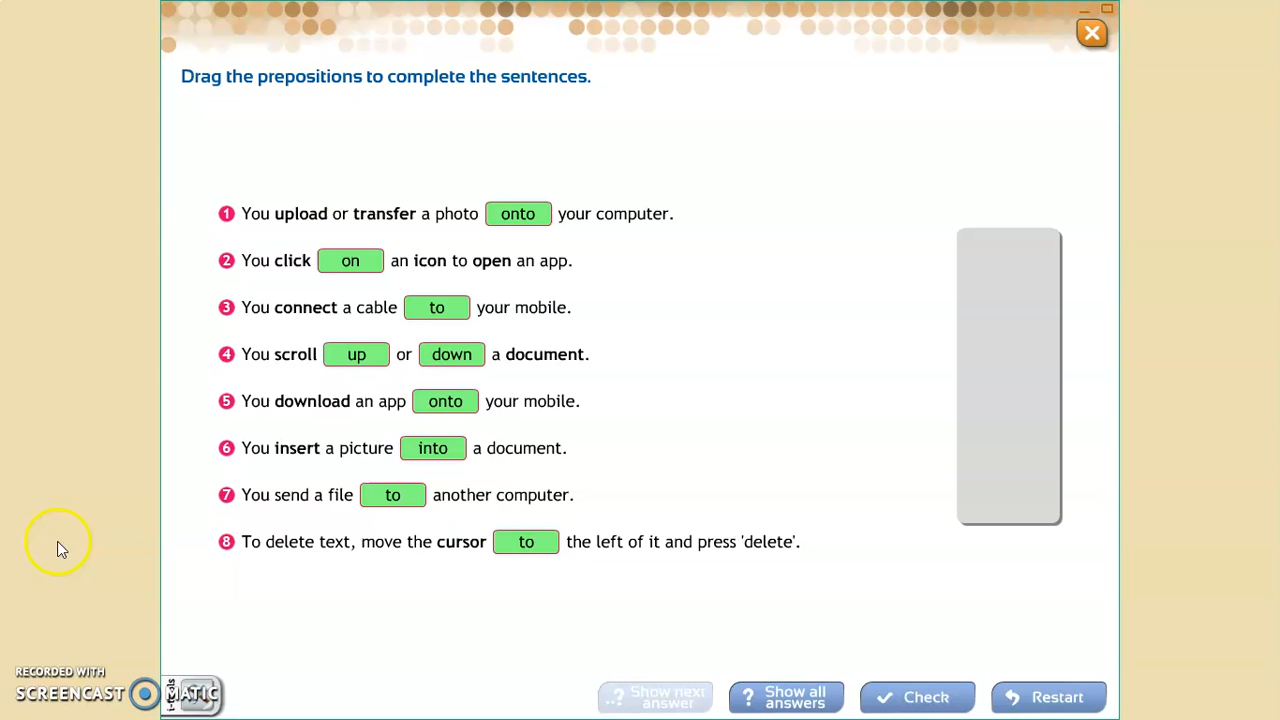 Drag the prepositions to complete the sentences.
1 You upload or transfer a photo onto your computer.
2 You click on an icon to open an app.
3 You connect a cable to your mobile.
4 You scroll up or down a document.
5 You download an app onto your mobile.
6 You insert a picture into a document.
7 You send a file to another computer.
8 To delete text, move the cursor to the left of it and press 'delete'.
RECORDED WITH
SCREENCAST MATIC
Show next
answer
Show all
answers
Check
Restart